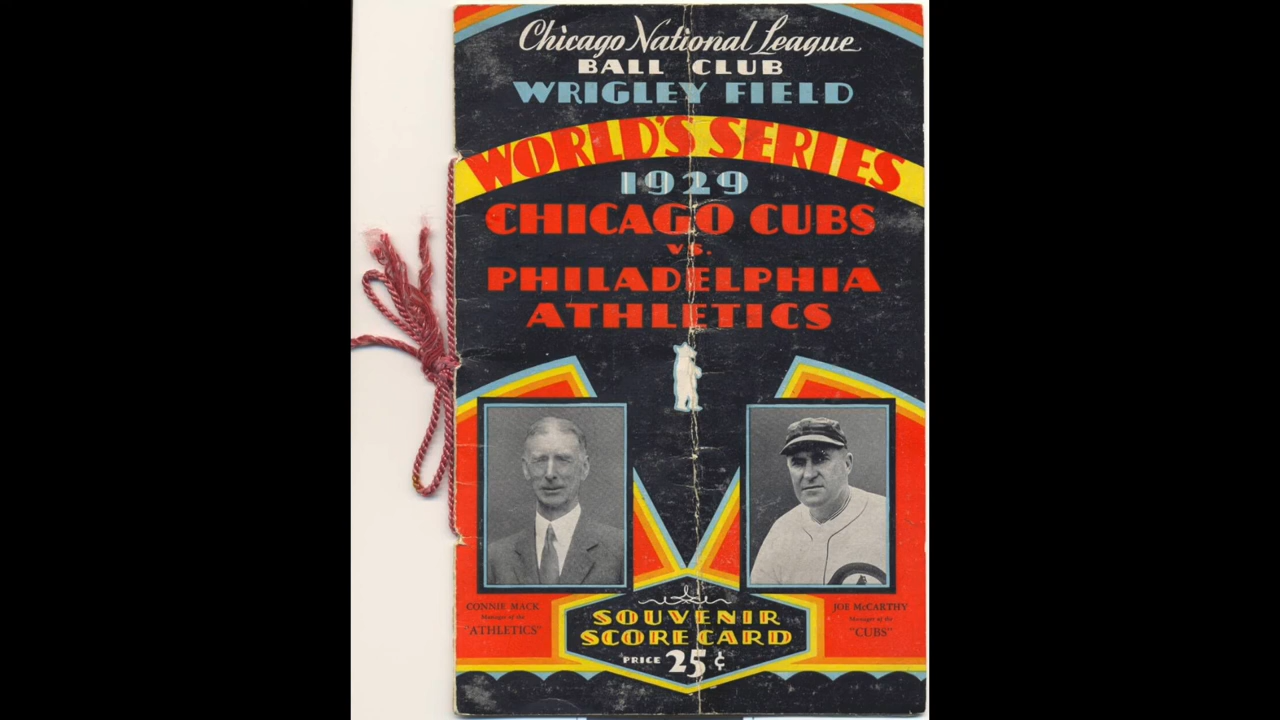 Chicago National League
BALL CLUB
WRIGLEY FIELD
WORLD'S SERIES
1929
CHICAGO CUBS
VS.
PHILADELPHIA
ATHLETICS
CONNIE MACK
Manager of the
"ATHLETICS"
JOE McCARTHY
Manager of the
"CUBS"
SOUVENIR
SCORE CARD
PRICE 25¢